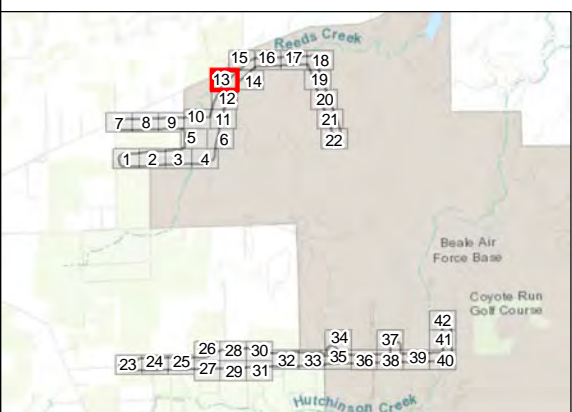 Reeds Creek
15 16 17 18
13 14 19
12 20
7 8 9 10 11 21
5 6 22
1 2 3 4
Beale Air
Force Base
Coyote Run
Golf Course
42
34 37 41
26 28 30
23 24 25 32 33 35 36 38 39 40
27 29 31
Hutchinson Creek